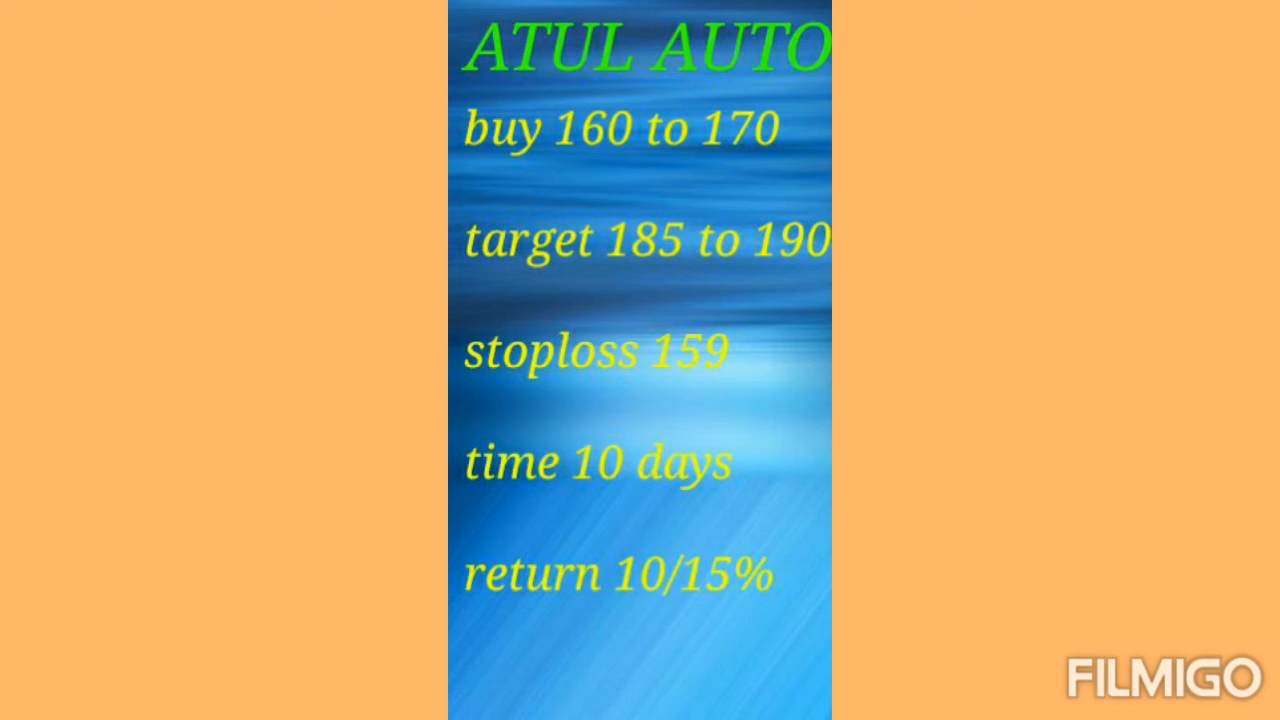 ATUL AUTO
buy 160 to 170
target 185 to 190
stoploss 159
time 10 days
return 10/15%
FILMIGO